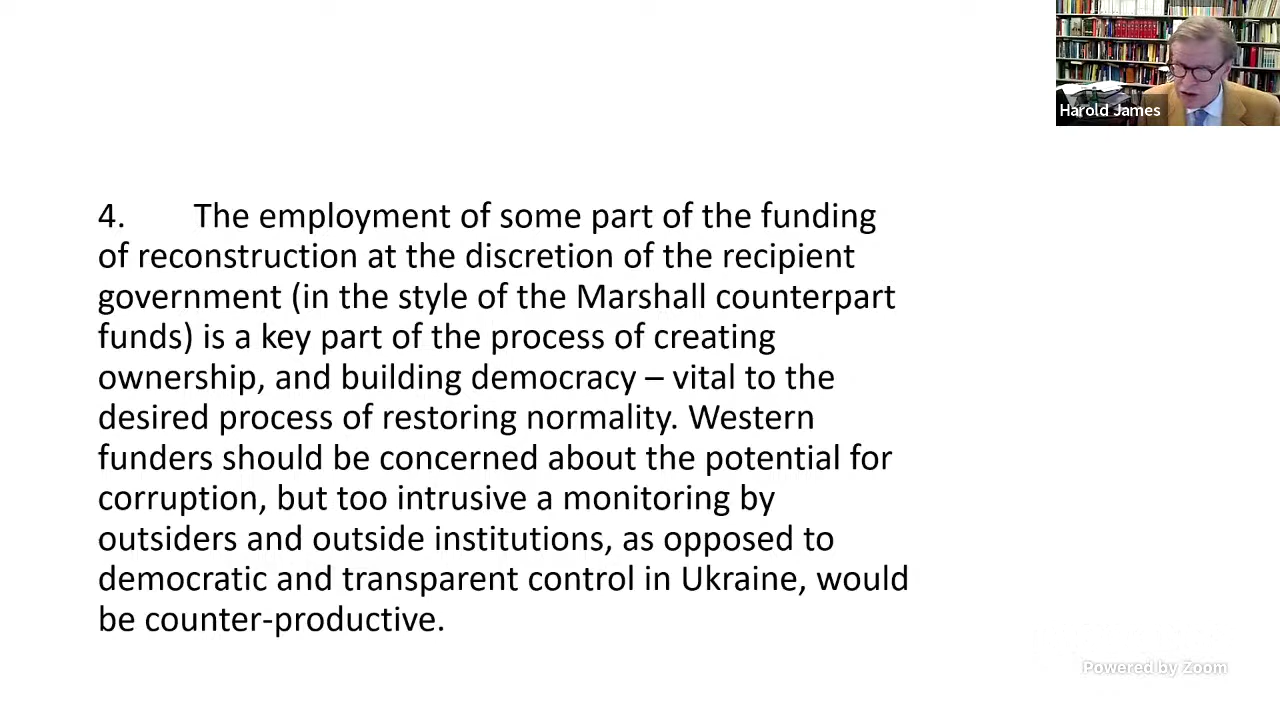 Harold James
4. The employment of some part of the funding
of reconstruction at the discretion of the recipient
government (in the style of the Marshall counterpart
funds) is a key part of the process of creating
ownership, and building democracy – vital to the
desired process of restoring normality. Western
funders should be concerned about the potential for
corruption, but too intrusive a monitoring by
outsiders and outside institutions, as opposed to
democratic and transparent control in Ukraine, would
be counter-productive.
Powered by Zoom